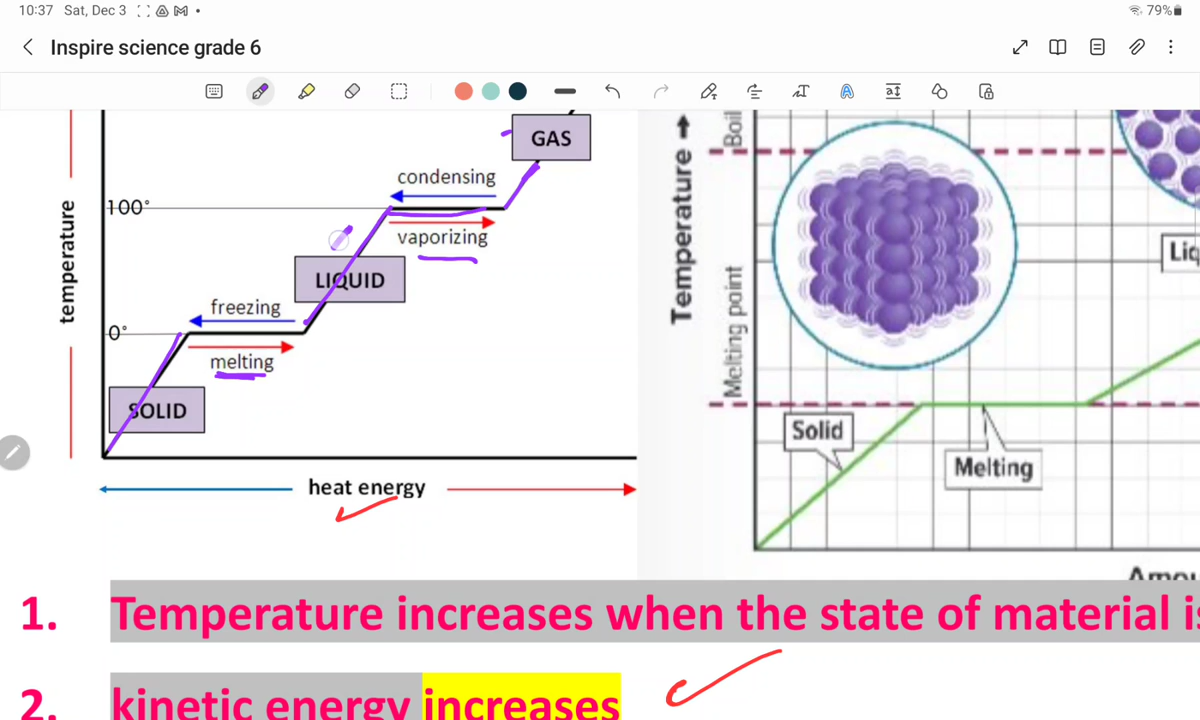 10:37 Sat, Dec 3
79%
Inspire science grade 6
temperature
100°
0°
GAS
condensing
vaporizing
LIQUID
freezing
melting
SOLID
heat energy
Temperature
Boil
Melting point
Liq
Solid
Melting
1. Temperature increases when the state of material is
2. kinetic energy increases